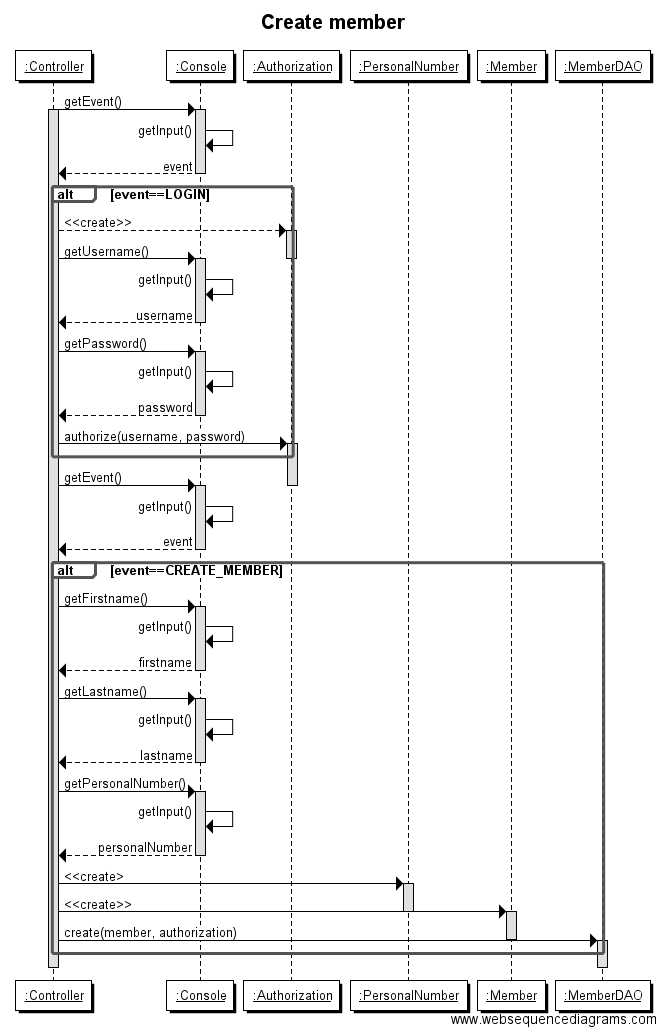 Create member
:Controller :Console :Authorization :PersonalNumber :Member :MemberDAO
getEvent()
getInput()
event
alt [event==LOGIN]
<<create>>
getUsername()
getInput()
username
getPassword()
getInput()
password
authorize(username, password)
getEvent()
getInput()
event
alt [event==CREATE_MEMBER]
getFirstname()
getInput()
firstname
getLastname()
getInput()
lastname
getPersonalNumber()
getInput()
personalNumber
<<create>
<<create>>
create(member, authorization)
:Controller :Console :Authorization :PersonalNumber :Member :MemberDAO
www.websequencediagrams.com